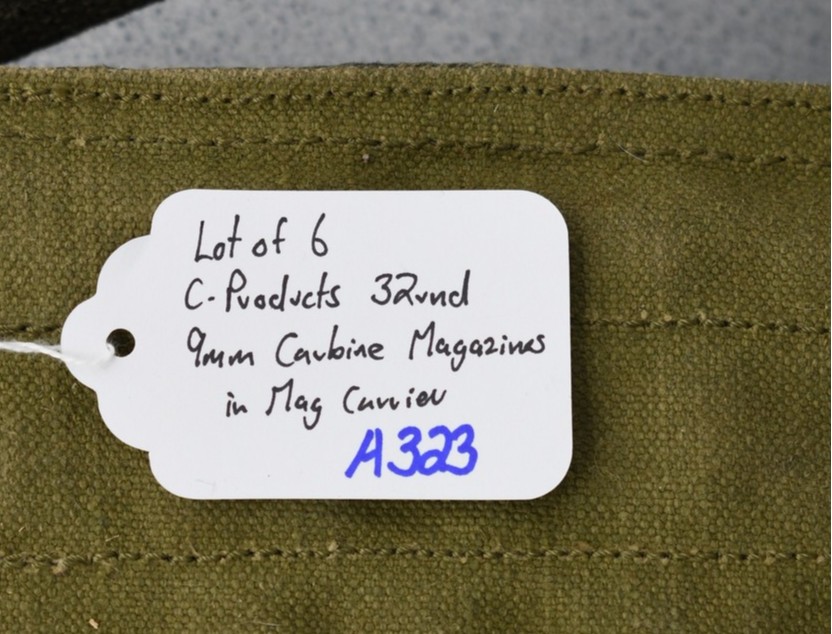 Lot of 6
C-Products 32rnd
9mm Carbine Magazines
in Mag Carrier
A323